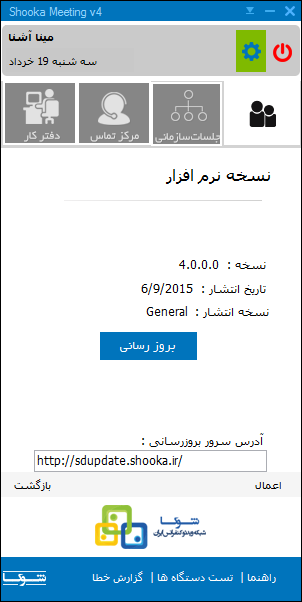 Shooka Meeting v4
مینا آشنا
سه شنبه 19 خرداد
جلسات‌سازمانی
مرکز تماس
دفتر کار
نسخه نرم افزار
نسخه : 4.0.0.0
تاریخ انتشار : 6/9/2015
نسخه انتشار : General
بروز رسانی
آدرس سرور بروزرسانی :
http://sdupdate.shooka.ir/
اعمال
بازگشت
شوکا
شبکه ویدئو کنفرانس ایران
راهنما | تست دستگاه ها | گزارش خطا
شوکا